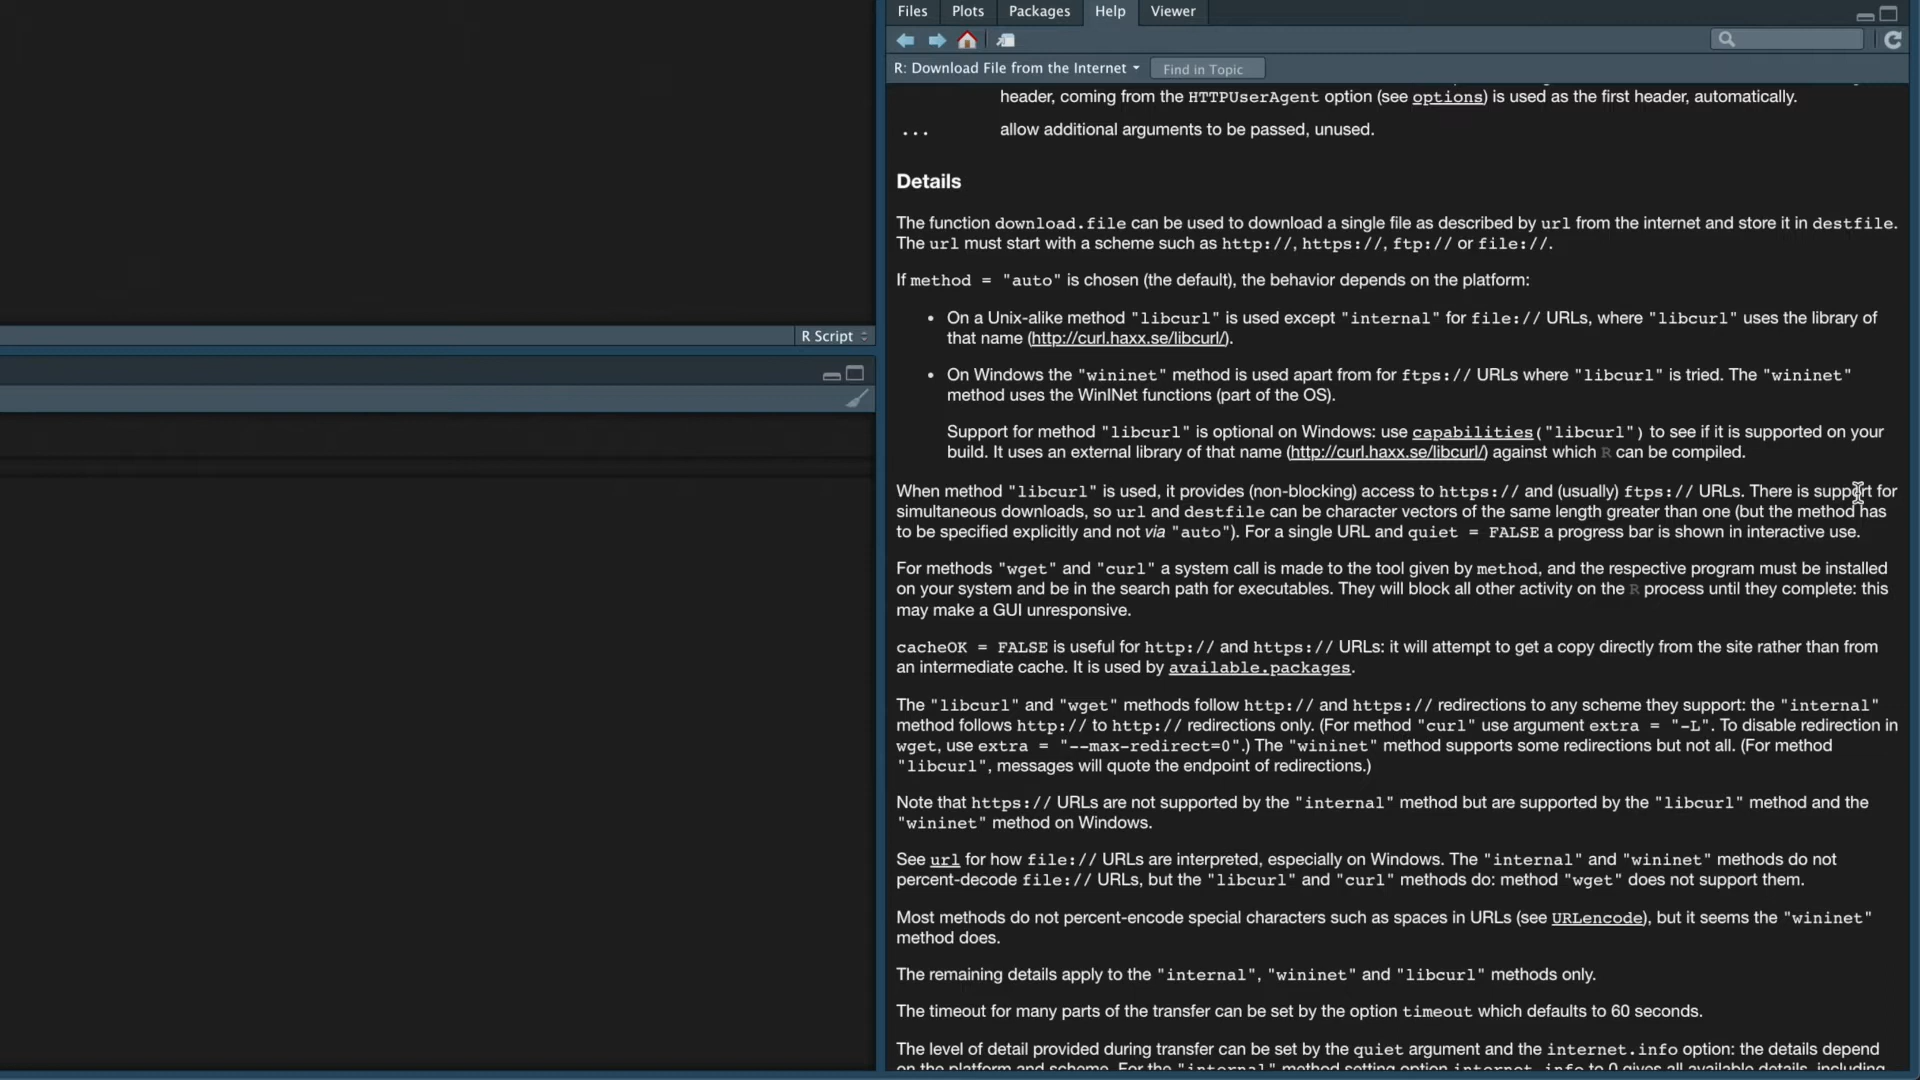 Files Plots Packages Help Viewer
R: Download File from the Internet Find in Topic
header, coming from the HTTPUserAgent option (see options) is used as the first header, automatically.
... allow additional arguments to be passed, unused.
Details
The function download.file can be used to download a single file as described by url from the internet and store it in destfile.
The url must start with a scheme such as http://, https://, ftp:// or file://.
If method = "auto" is chosen (the default), the behavior depends on the platform:
• On a Unix-alike method "libcurl" is used except "internal" for file:// URLs, where "libcurl" uses the library of
that name (http://curl.haxx.se/libcurl/).
R Script
• On Windows the "wininet" method is used apart from for ftps:// URLs where "libcurl" is tried. The "wininet"
method uses the WinINet functions (part of the OS).
Support for method "libcurl" is optional on Windows: use capabilities("libcurl") to see if it is supported on your
build. It uses an external library of that name (http://curl.haxx.se/libcurl/) against which R can be compiled.
When method "libcurl" is used, it provides (non-blocking) access to https:// and (usually) ftps:// URLs. There is support for
simultaneous downloads, so url and destfile can be character vectors of the same length greater than one (but the method has
to be specified explicitly and not via "auto"). For a single URL and quiet = FALSE a progress bar is shown in interactive use.
For methods "wget" and "curl" a system call is made to the tool given by method, and the respective program must be installed
on your system and be in the search path for executables. They will block all other activity on the R process until they complete: this
may make a GUI unresponsive.
cacheOK = FALSE is useful for http:// and https:// URLs: it will attempt to get a copy directly from the site rather than from
an intermediate cache. It is used by available.packages.
The "libcurl" and "wget" methods follow http:// and https:// redirections to any scheme they support: the "internal"
method follows http:// to http:// redirections only. (For method "curl" use argument extra = "-L". To disable redirection in
wget, use extra = "--max-redirect=0".) The "wininet" method supports some redirections but not all. (For method
"libcurl", messages will quote the endpoint of redirections.)
Note that https:// URLs are not supported by the "internal" method but are supported by the "libcurl" method and the
"wininet" method on Windows.
See url for how file:// URLs are interpreted, especially on Windows. The "internal" and "wininet" methods do not
percent-decode file:// URLs, but the "libcurl" and "curl" methods do: method "wget" does not support them.
Most methods do not percent-encode special characters such as spaces in URLs (see URLencode), but it seems the "wininet"
method does.
The remaining details apply to the "internal", "wininet" and "libcurl" methods only.
The timeout for many parts of the transfer can be set by the option timeout which defaults to 60 seconds.
The level of detail provided during transfer can be set by the quiet argument and the internet.info option: the details depend
on the platform and scheme. For the "internal" method setting option internet.info to 0 gives all available details, including